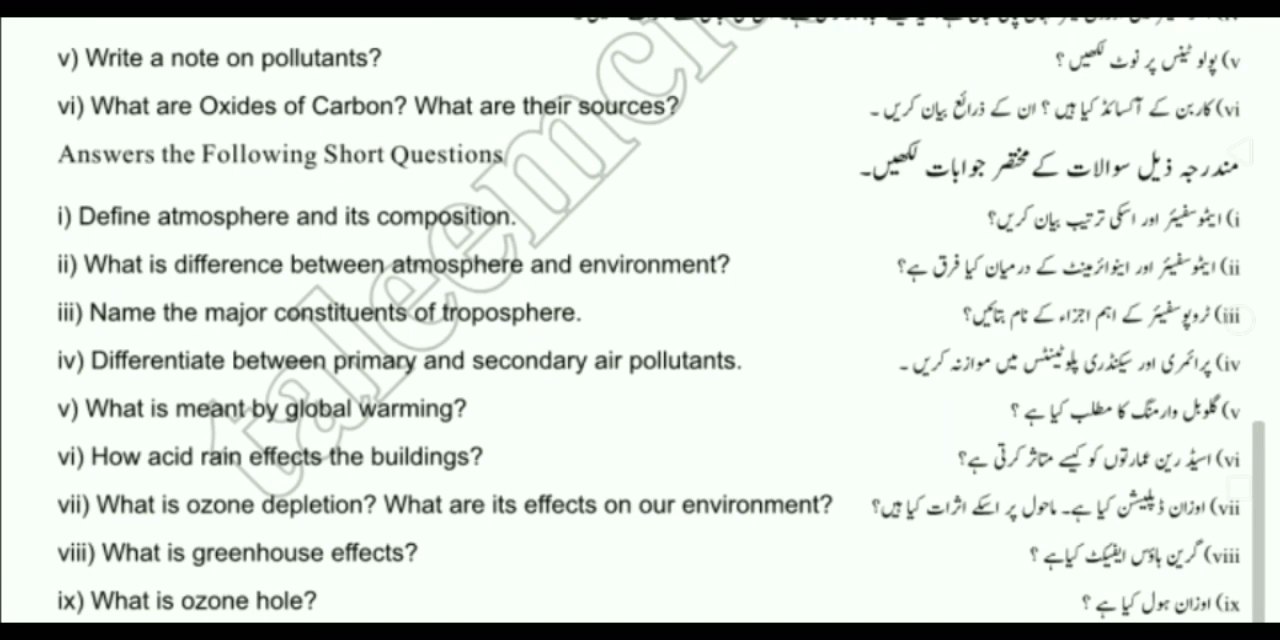 v) Write a note on pollutants? v) پولو ٹینس پر نوٹ لکھیں ؟
vi) What are Oxides of Carbon? What are their sources? vi) کاربن کے آکسائڈ کیا ہیں ؟ ان کے ذرائع بیان کریں ۔
Answers the Following Short Questions مندرجہ ذیل سوالات کے مختصر جوابات لکھیں۔
i) Define atmosphere and its composition. i) ایٹموسفیئر اور اسکی ترتیب بیان کریں؟
ii) What is difference between atmosphere and environment? ii) ایٹموسفیئر اور اینوائرمینٹ کے درمیان کیا فرق ہے؟
iii) Name the major constituents of troposphere. iii) ٹروپوسفیئر کے اہم اجزاء کے نام بتائیں؟
iv) Differentiate between primary and secondary air pollutants. iv) پرائمری اور سیکنڈری پلوٹینٹس میں موازنہ کریں ۔
v) What is meant by global warming? v) گلوبل وارمنگ کا مطلب کیا ہے ؟
vi) How acid rain effects the buildings? vi) اسیڈ رین عمارتوں کو کیسے متاثر کرتی ہے؟
vii) What is ozone depletion? What are its effects on our environment? vii) اوزان ڈپلیشن کیا ہے۔ ماحول پر اسکے اثرات کیا ہیں؟
viii) What is greenhouse effects? viii) گرین ہاؤس ایفیکٹ کیاہے ؟
ix) What is ozone hole? ix) اوزان ہول کیا ہے ؟